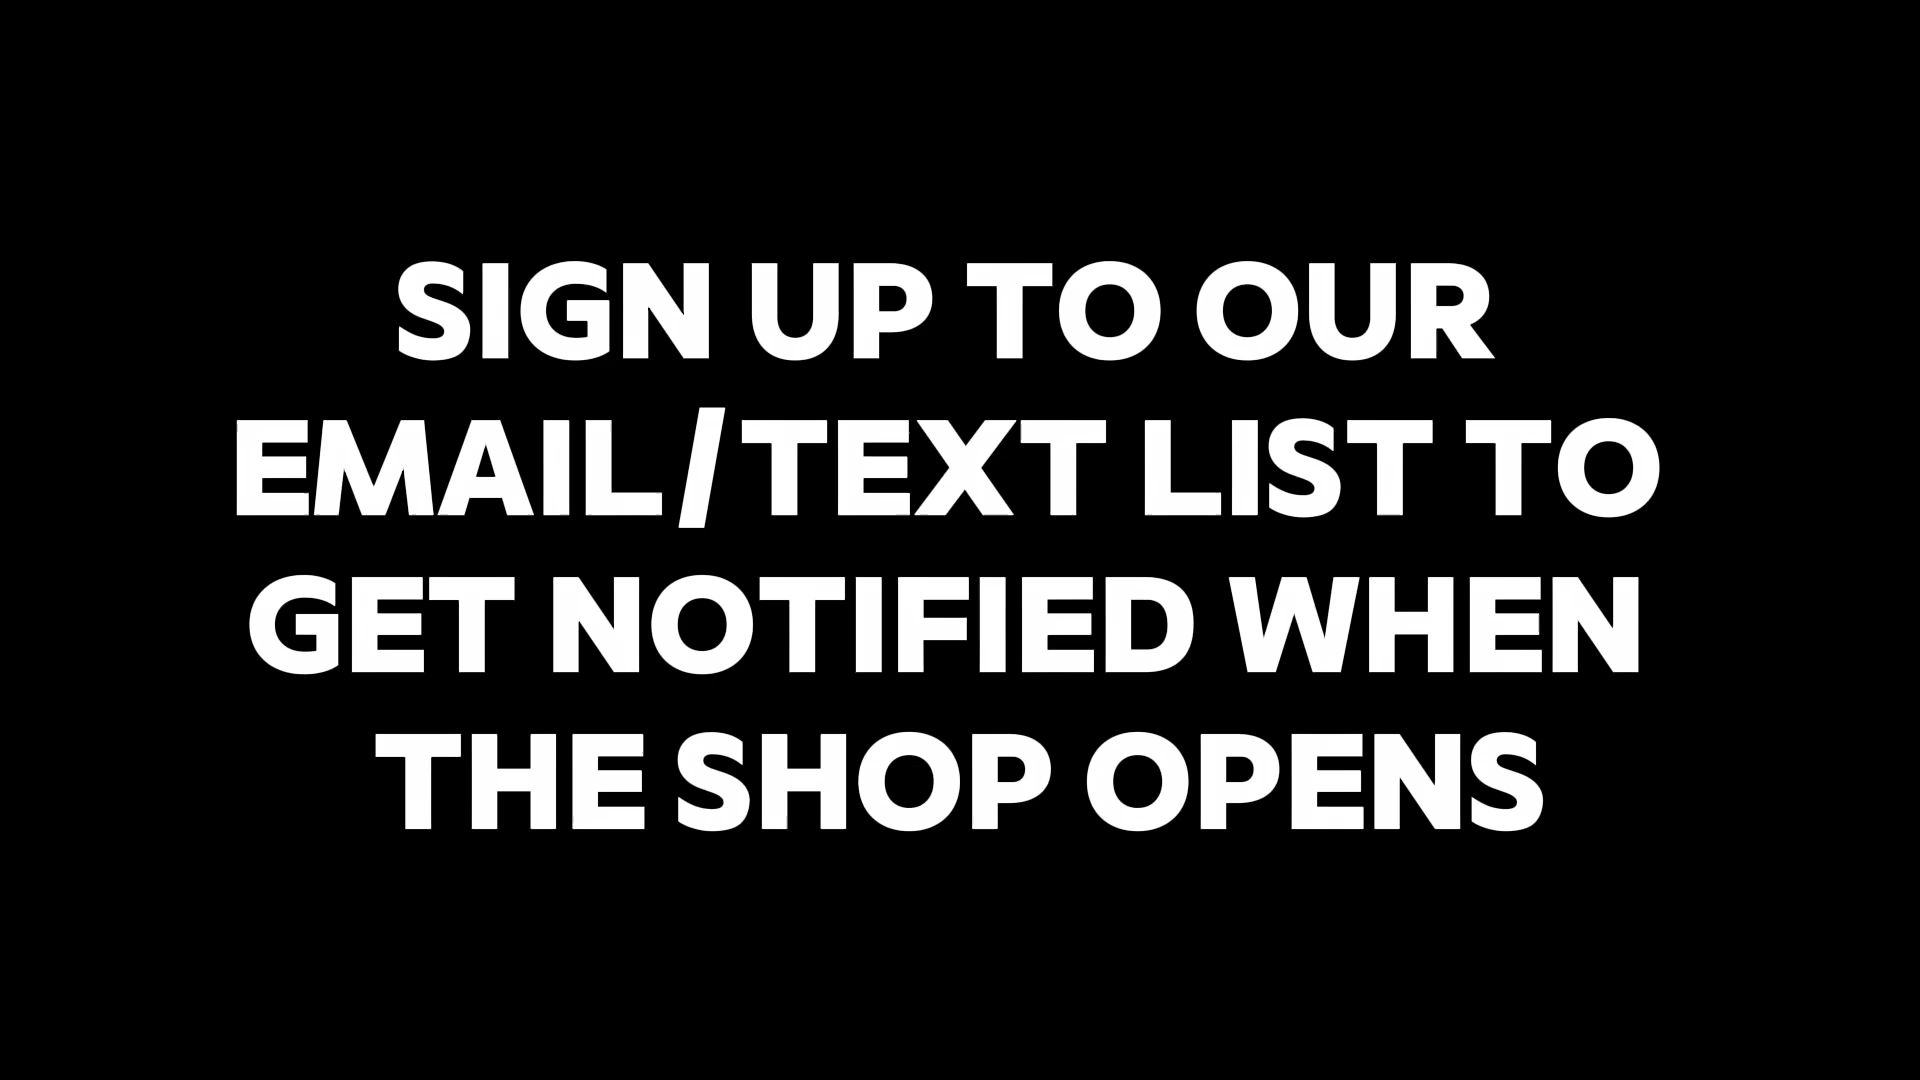 SIGN UP TO OUR
EMAIL/TEXT LIST TO
GET NOTIFIED WHEN
THE SHOP OPENS